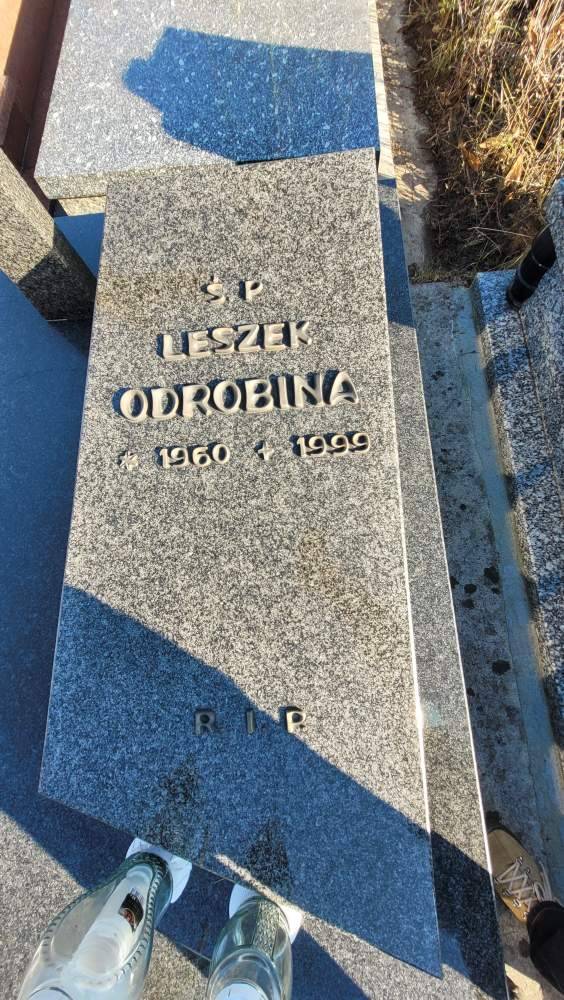 Ś P
LESZEK
ODROBINA
* 1960 + 1999
R. I. P.